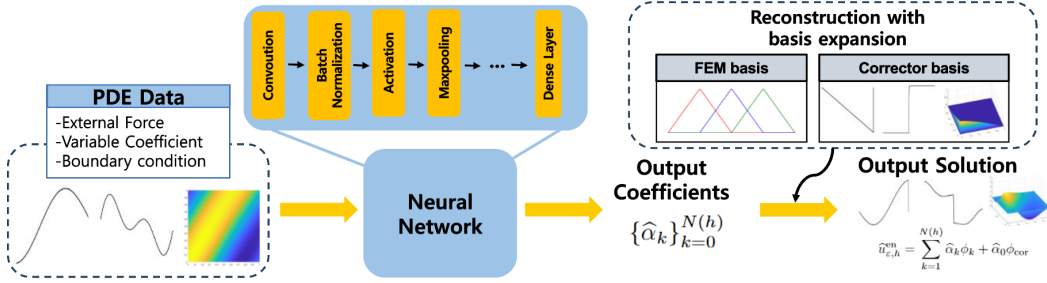 PDE Data
-External Force
-Variable Coefficient
-Boundary condition
Convoution
Batch
Normalization
Activation
Maxpooling
...
Dense Layer
Neural
Network
Output
Coefficients
{α̂_k}_{k=0}^{N(h)}
Reconstruction with
basis expansion
FEM basis
Corrector basis
Output Solution
û_{ε,h}^{en} = ∑_{k=1}^{N(h)} α̂_k ϕ_k + α̂_0 ϕ_cor